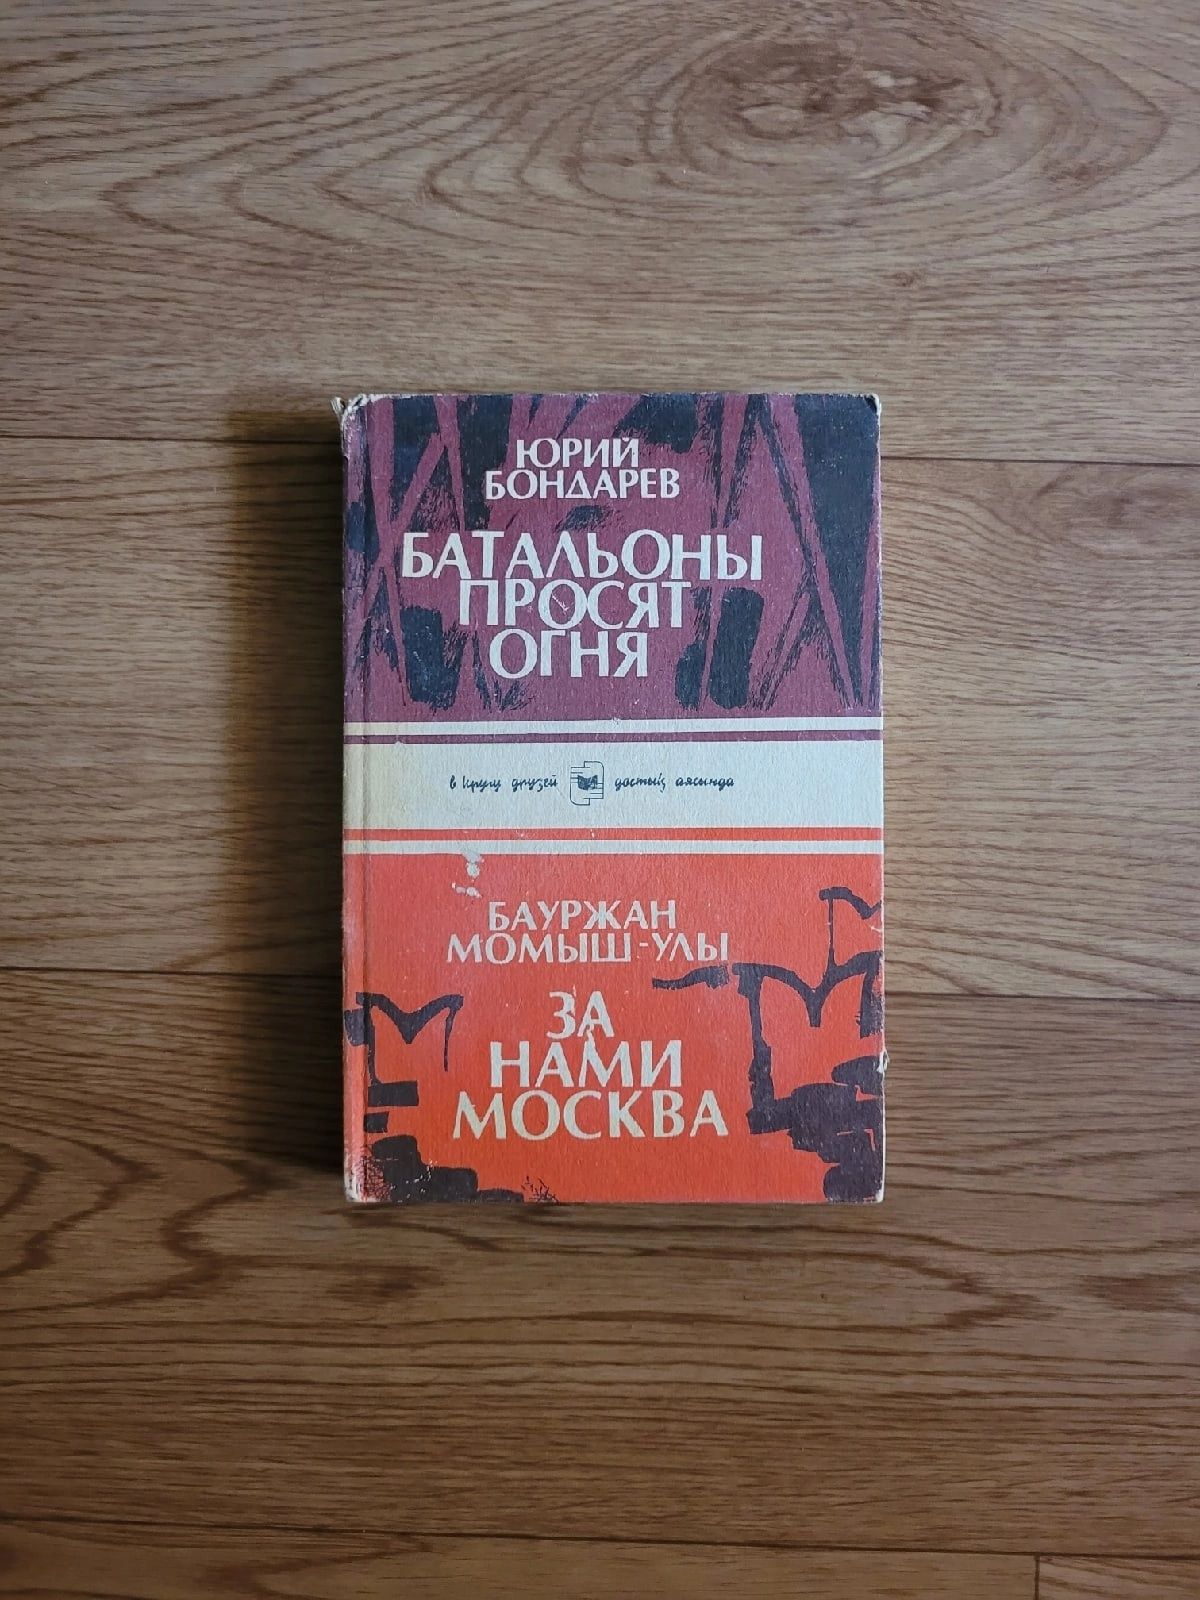 ЮРИЙ
БОНДАРЕВ
БАТАЛЬОНЫ
ПРОСЯТ
ОГНЯ
в кругу друзей достық аясында
БАУРЖАН
МОМЫШ-УЛЫ
ЗА
НАМИ
МОСКВА